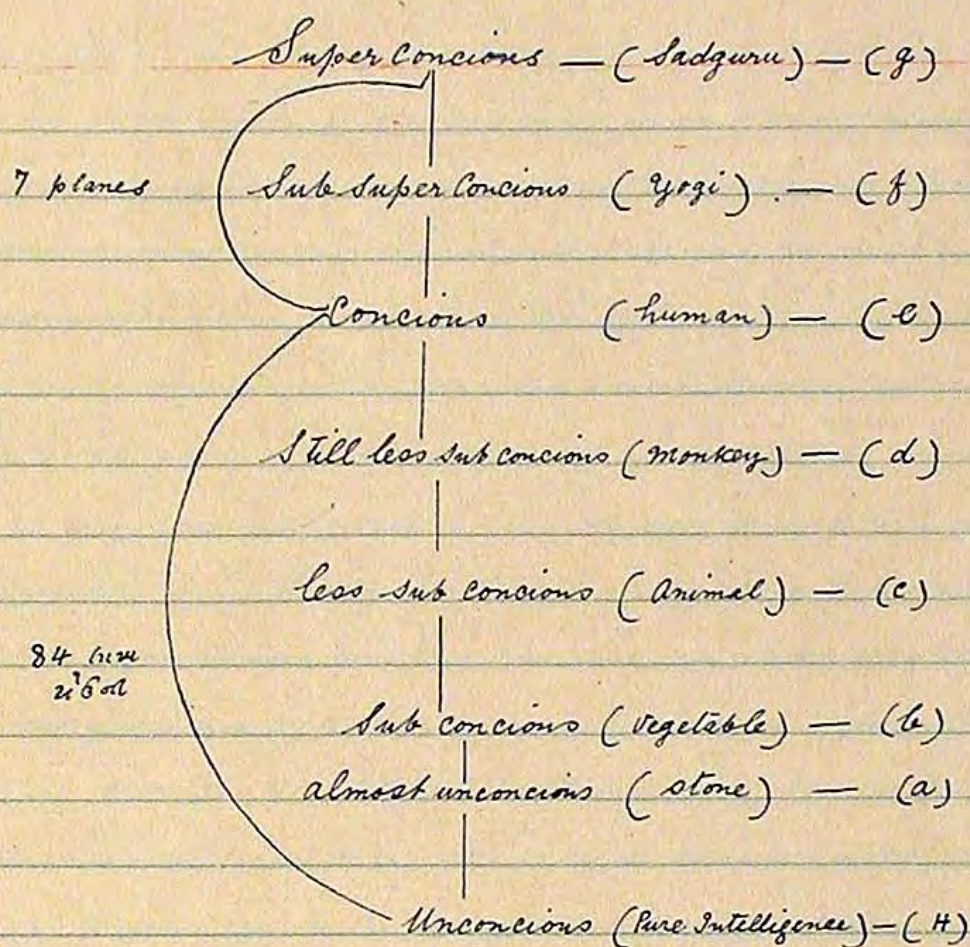 Super Concious — (Sadguru) — (g)
7 planes
Sub Super Concious (Yogi). — (f)
Concious (human) — (e)
Still less sub concious (monkey) — (d)
less sub concious (Animal) — (c)
84
Sub concious (vegetable) — (b)
almost unconcious (stone) — (a)
Unconcious (Pure Intelligence) — (H)